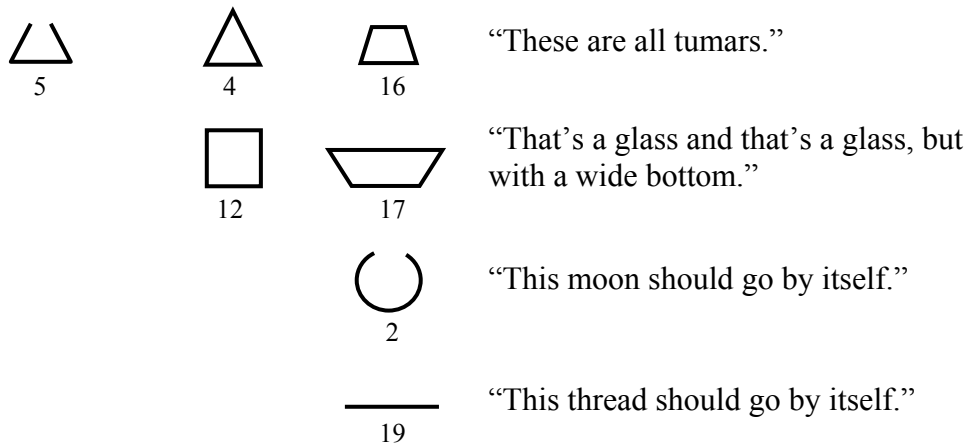 5 4 16 “These are all tumars.”
12 17 “That’s a glass and that’s a glass, but
with a wide bottom.”
2 “This moon should go by itself.”
19 “This thread should go by itself.”